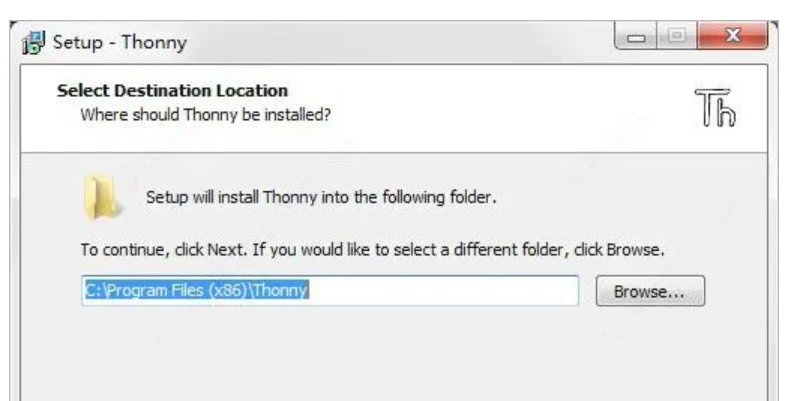 Setup - Thonny
Select Destination Location
Where should Thonny be installed?
Th
Setup will install Thonny into the following folder.
To continue, click Next. If you would like to select a different folder, click Browse.
C:\Program Files (x86)\Thonny
Browse...